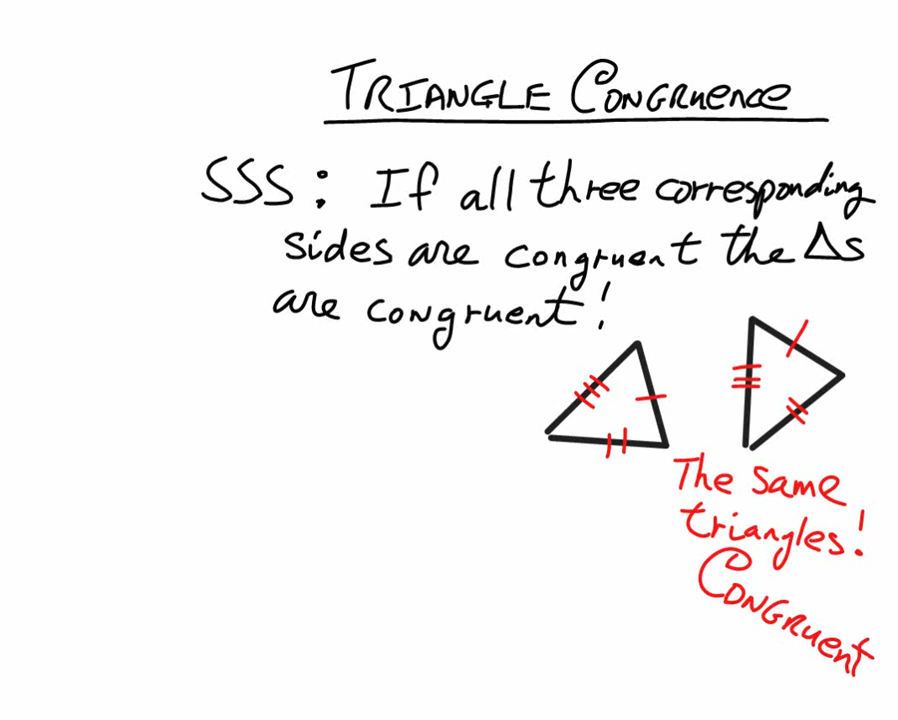 TRIANGLE CONGRUENCE
SSS: If all three corresponding
sides are congruent the Δs
are congruent!
The same
triangles!
CONGRUENT